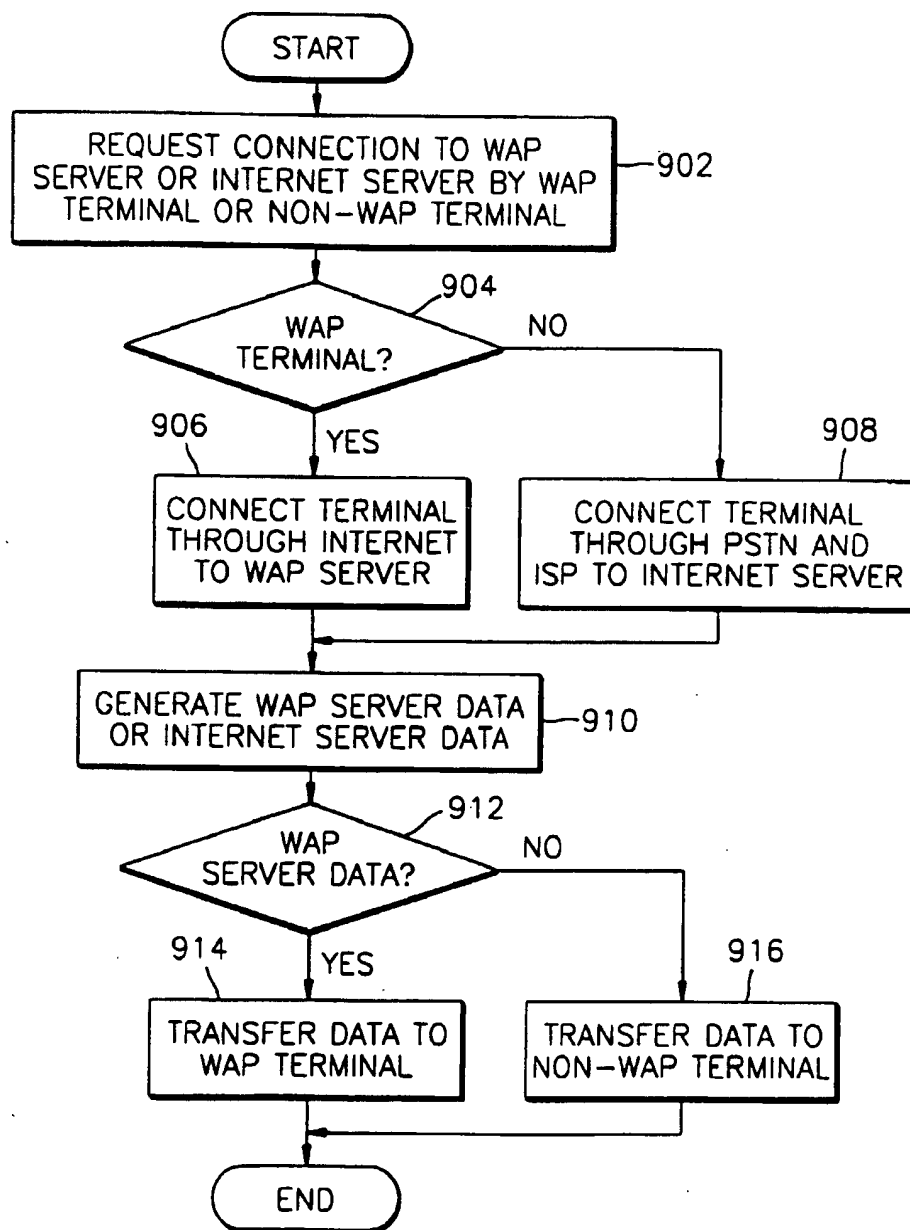 START
REQUEST CONNECTION TO WAP
SERVER OR INTERNET SERVER BY WAP
TERMINAL OR NON-WAP TERMINAL
902
904
WAP
TERMINAL?
NO
YES
906
CONNECT TERMINAL
THROUGH INTERNET
TO WAP SERVER
908
CONNECT TERMINAL
THROUGH PSTN AND
ISP TO INTERNET SERVER
GENERATE WAP SERVER DATA
OR INTERNET SERVER DATA
910
912
WAP
SERVER DATA?
NO
YES
914
TRANSFER DATA TO
WAP TERMINAL
916
TRANSFER DATA TO
NON-WAP TERMINAL
END